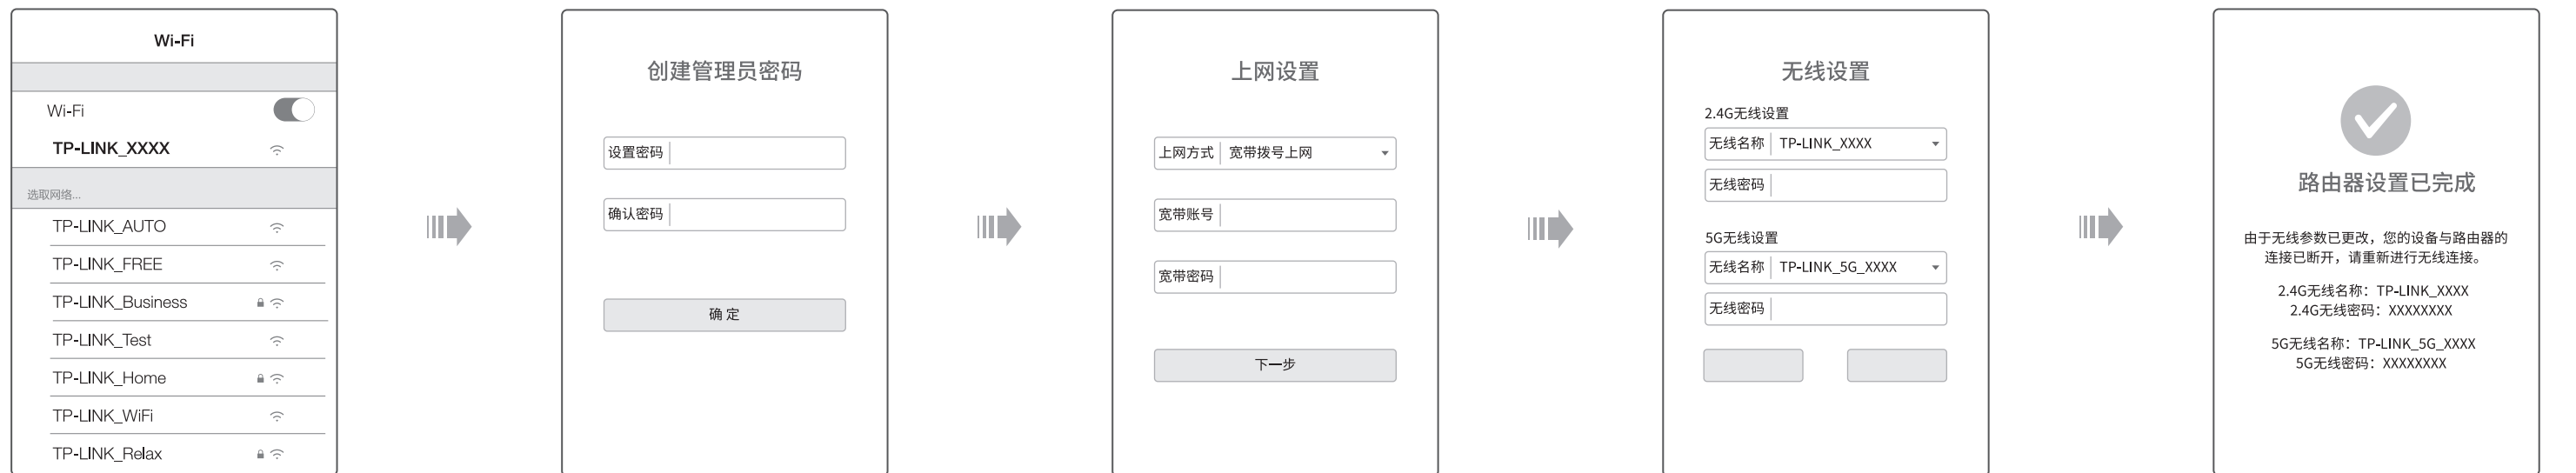 Wi-Fi
Wi-Fi
TP-LINK_XXXX
选取网络...
TP-LINK_AUTO
TP-LINK_FREE
TP-LINK_Business
TP-LINK_Test
TP-LINK_Home
TP-LINK_WiFi
TP-LINK_Relax
创建管理员密码
设置密码
确认密码
确 定
上网设置
上网方式 宽带拨号上网
宽带账号
宽带密码
下一步
无线设置
2.4G无线设置
无线名称 TP-LINK_XXXX
无线密码
5G无线设置
无线名称 TP-LINK_5G_XXXX
无线密码
路由器设置已完成
由于无线参数已更改，您的设备与路由器的
连接已断开，请重新进行无线连接。
2.4G无线名称：TP-LINK_XXXX
2.4G无线密码：XXXXXXXX
5G无线名称：TP-LINK_5G_XXXX
5G无线密码：XXXXXXXX